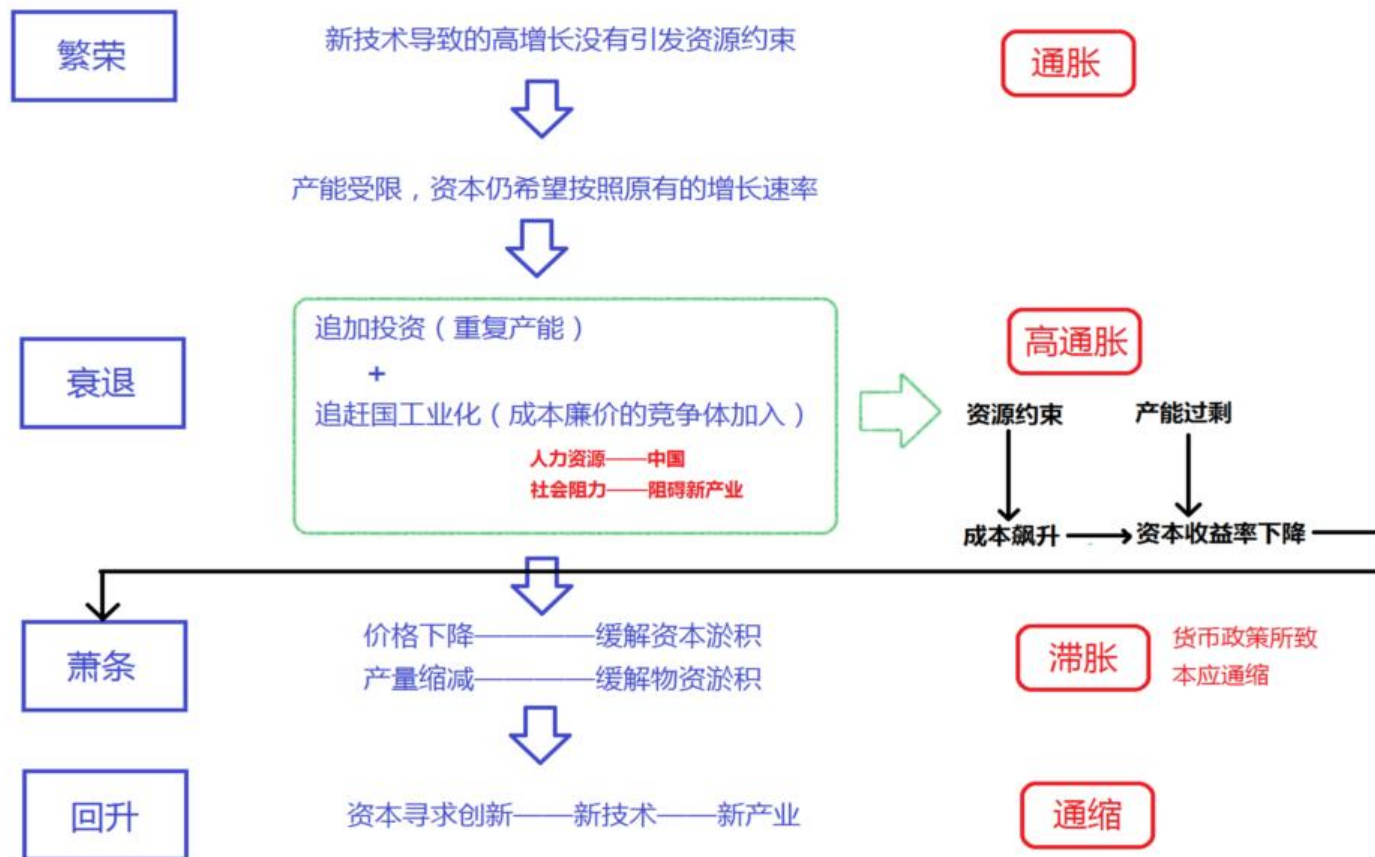 繁荣
新技术导致的高增长没有引发资源约束
通胀
产能受限，资本仍希望按照原有的增长速率
衰退
追加投资（重复产能）
+
追赶国工业化（成本廉价的竞争体加入）
人力资源——中国
社会阻力——阻碍新产业
高通胀
资源约束 产能过剩
成本飙升 资本收益率下降
萧条
价格下降————缓解资本淤积
产量缩减————缓解物资淤积
滞胀
货币政策所致
本应通缩
回升
资本寻求创新——新技术——新产业
通缩